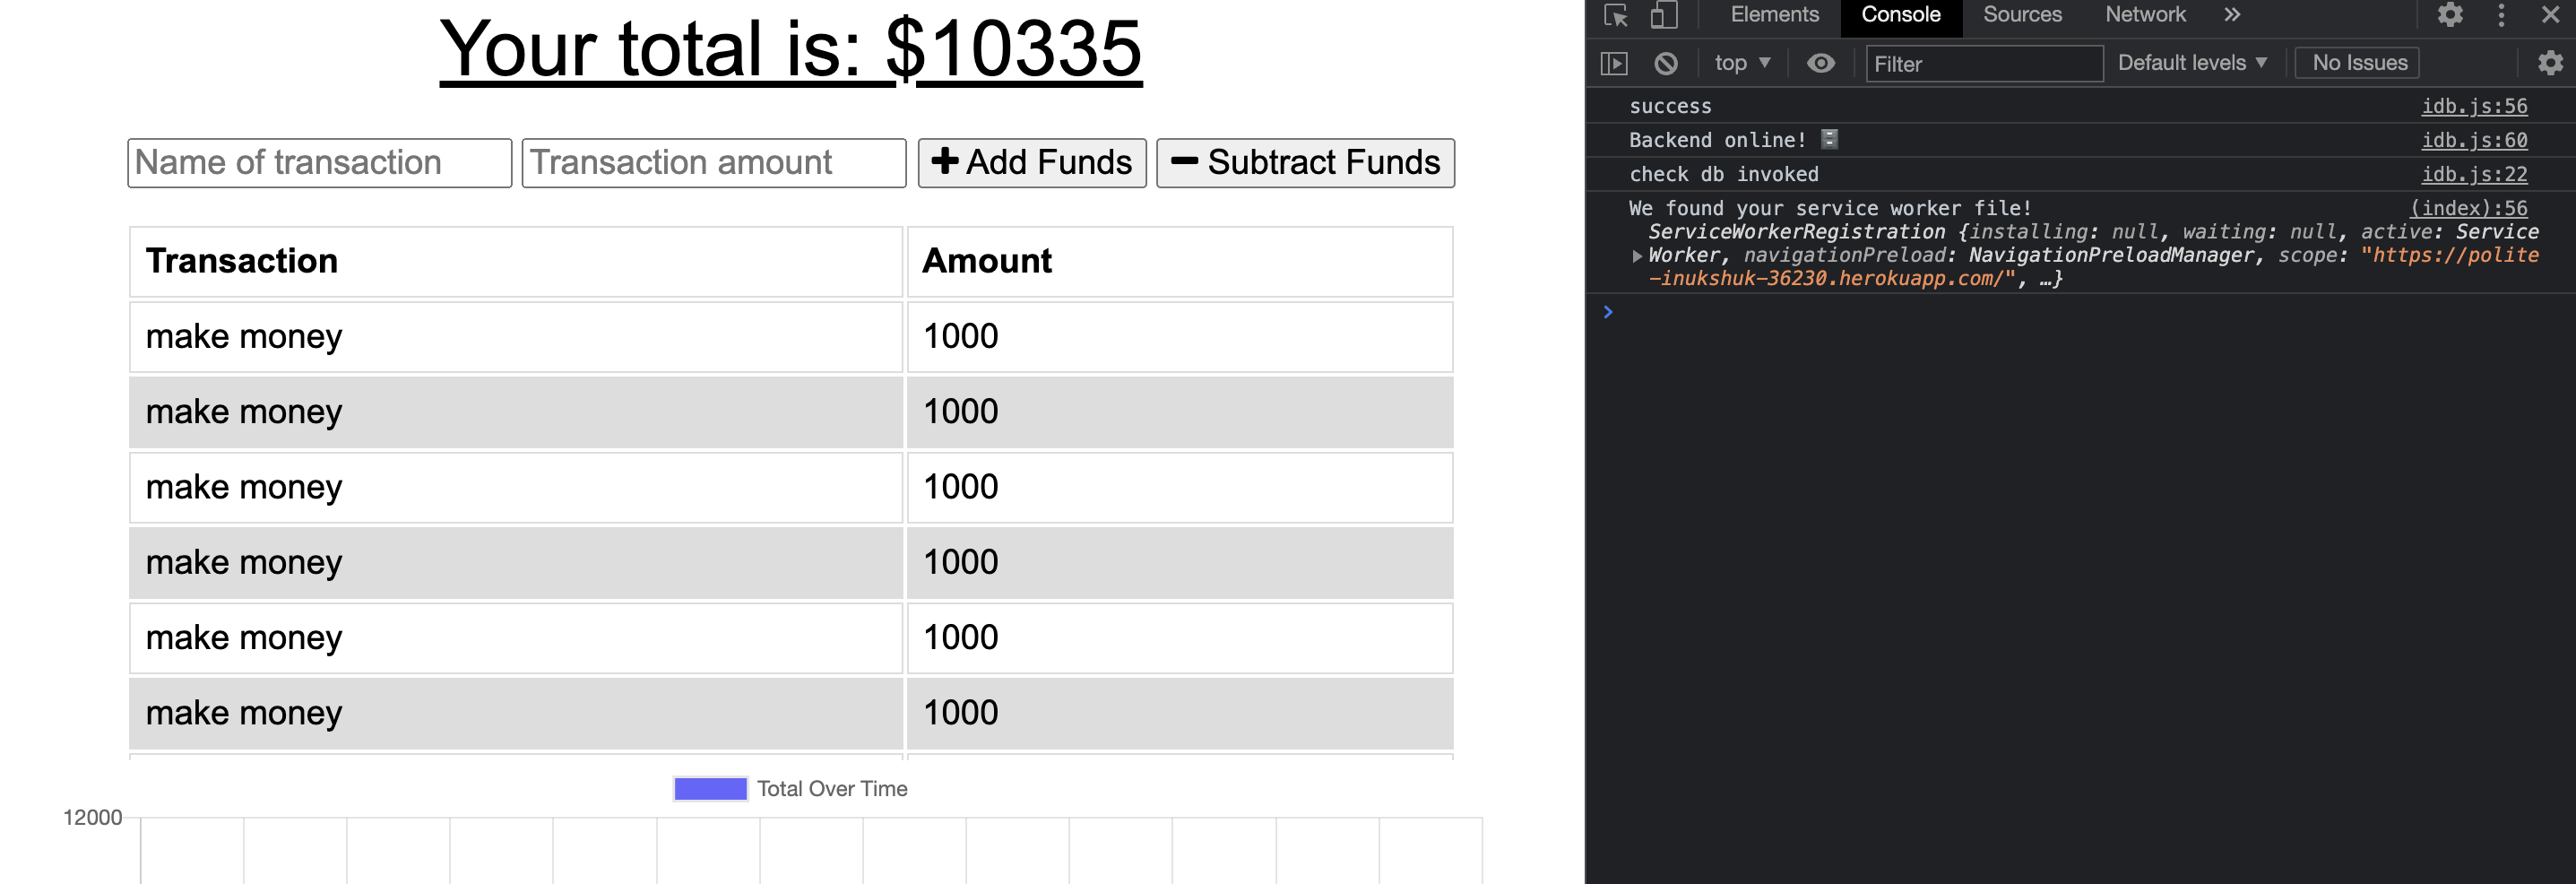 Your total is: $10335
Name of transaction Transaction amount Add Funds Subtract Funds
Transaction Amount
make money 1000
make money 1000
make money 1000
make money 1000
make money 1000
make money 1000
Total Over Time
12000
Elements Console Sources Network »
top Filter Default levels No Issues
success idb.js:56
Backend online! 🗄 idb.js:60
check db invoked idb.js:22
We found your service worker file! (index):56
ServiceWorkerRegistration {installing: null, waiting: null, active: Service
Worker, navigationPreload: NavigationPreloadManager, scope: "https://polite
-inukshuk-36230.herokuapp.com/", …}